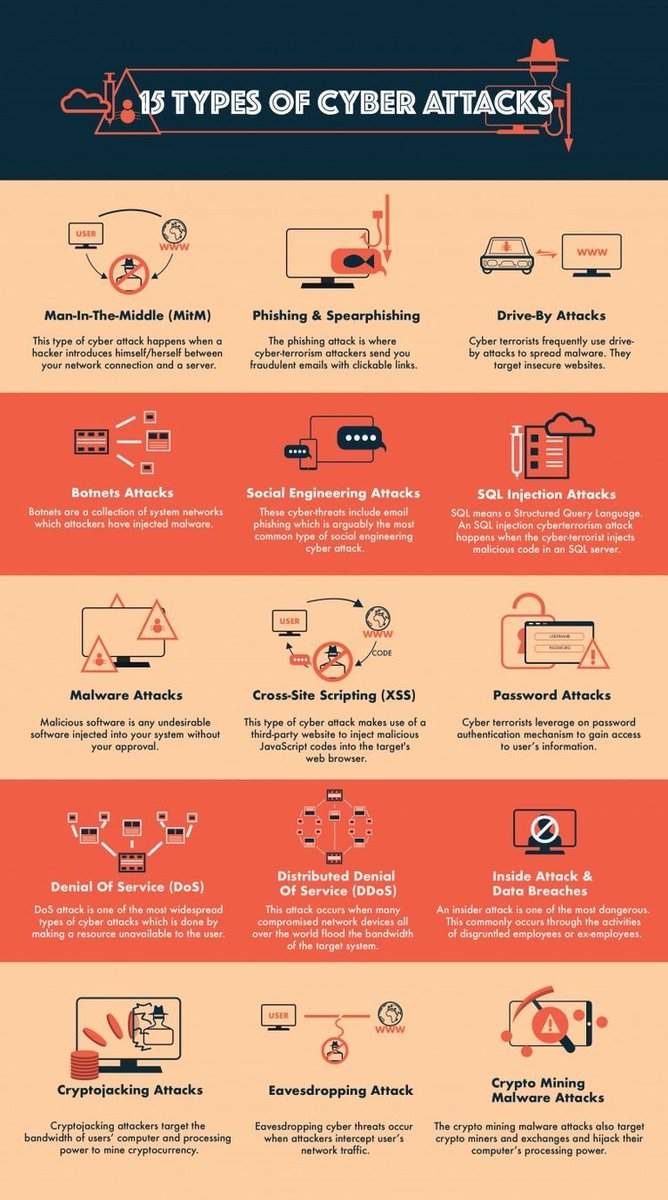 15 TYPES OF CYBER ATTACKS
USER
WWW
Man-In-The-Middle (MitM)
This type of cyber attack happens when a
hacker introduces himself/herself between
your network connection and a server.
Phishing & Spearphishing
The phishing attack is where
cyber-terrorism attackers send you
fraudulent emails with clickable links.
WWW
Drive-By Attacks
Cyber terrorists frequently use drive-
by attacks to spread malware. They
target insecure websites.
Botnets Attacks
Botnets are a collection of system networks
which attackers have injected malware.
Social Engineering Attacks
These cyber-threats include email
phishing which is arguably the most
common type of social engineering
cyber attack.
SQL Injection Attacks
SQL means a Structured Query Language.
An SQL injection cyberterrorism attack
happens when the cyber-terrorist injects
malicious code in an SQL server.
Malware Attacks
Malicious software is any undesirable
software injected into your system without
your approval.
USER
WWW
CODE
Cross-Site Scripting (XSS)
This type of cyber attack makes use of a
third-party website to inject malicious
JavaScript codes into the target's
web browser.
USERNAME
PASSWORD
Password Attacks
Cyber terrorists leverage on password
authentication mechanism to gain access
to user's information.
Denial Of Service (DoS)
DoS attack is one of the most widespread
types of cyber attacks which is done by
making a resource unavailable to the user.
Distributed Denial
Of Service (DDoS)
This attack occurs when many
compromised network devices all
over the world flood the bandwidth
of the target system.
Inside Attack &
Data Breaches
An insider attack is one of the most dangerous.
This commonly occurs through the activities
of disgruntled employees or ex-employees.
Cryptojacking Attacks
Cryptojacking attackers target the
bandwidth of users' computer and processing
power to mine cryptocurrency.
USER
WWW
Eavesdropping Attack
Eavesdropping cyber threats occur
when attackers intercept user's
network traffic.
Crypto Mining
Malware Attacks
The crypto mining malware attacks also target
crypto miners and exchanges and hijack their
computer's processing power.